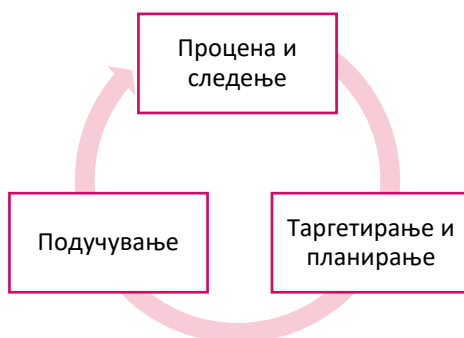 Процена и
следење
Таргетирање и
планирање
Подучување